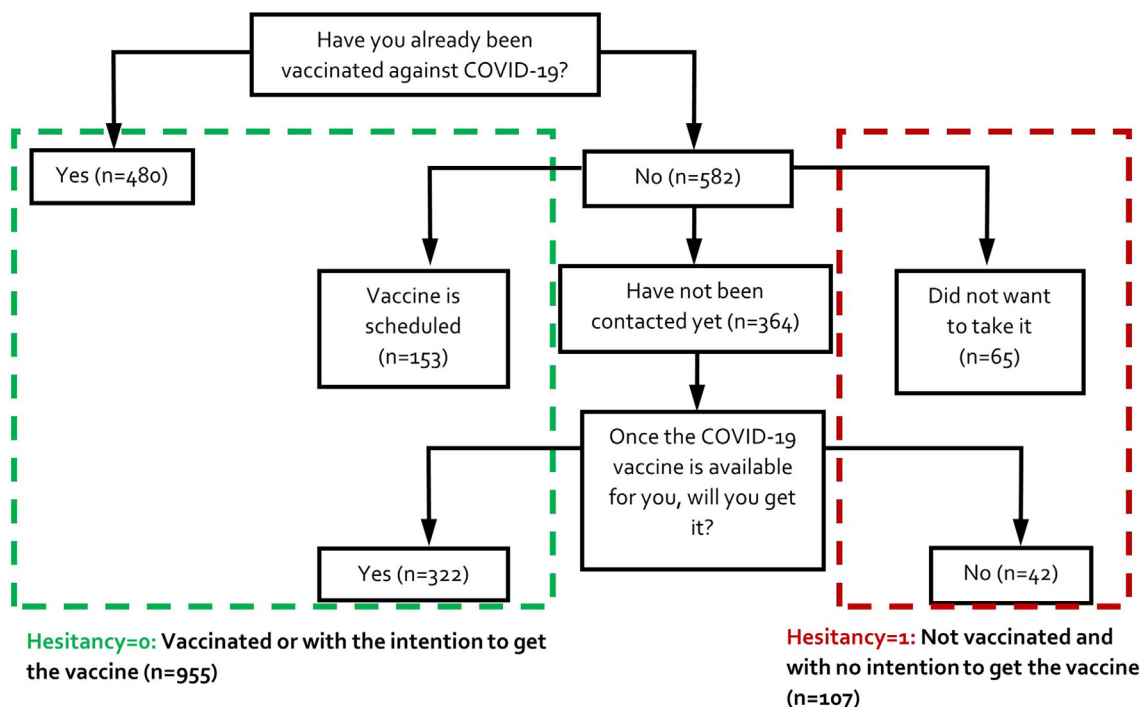 Have you already been
vaccinated against COVID-19?
Yes (n=480)
No (n=582)
Vaccine is
scheduled
(n=153)
Have not been
contacted yet (n=364)
Did not want
to take it
(n=65)
Once the COVID-19
vaccine is available
for you, will you get
it?
Yes (n=322)
No (n=42)
Hesitancy=0: Vaccinated or with the intention to get
the vaccine (n=955)
Hesitancy=1: Not vaccinated and
with no intention to get the vaccine
(n=107)